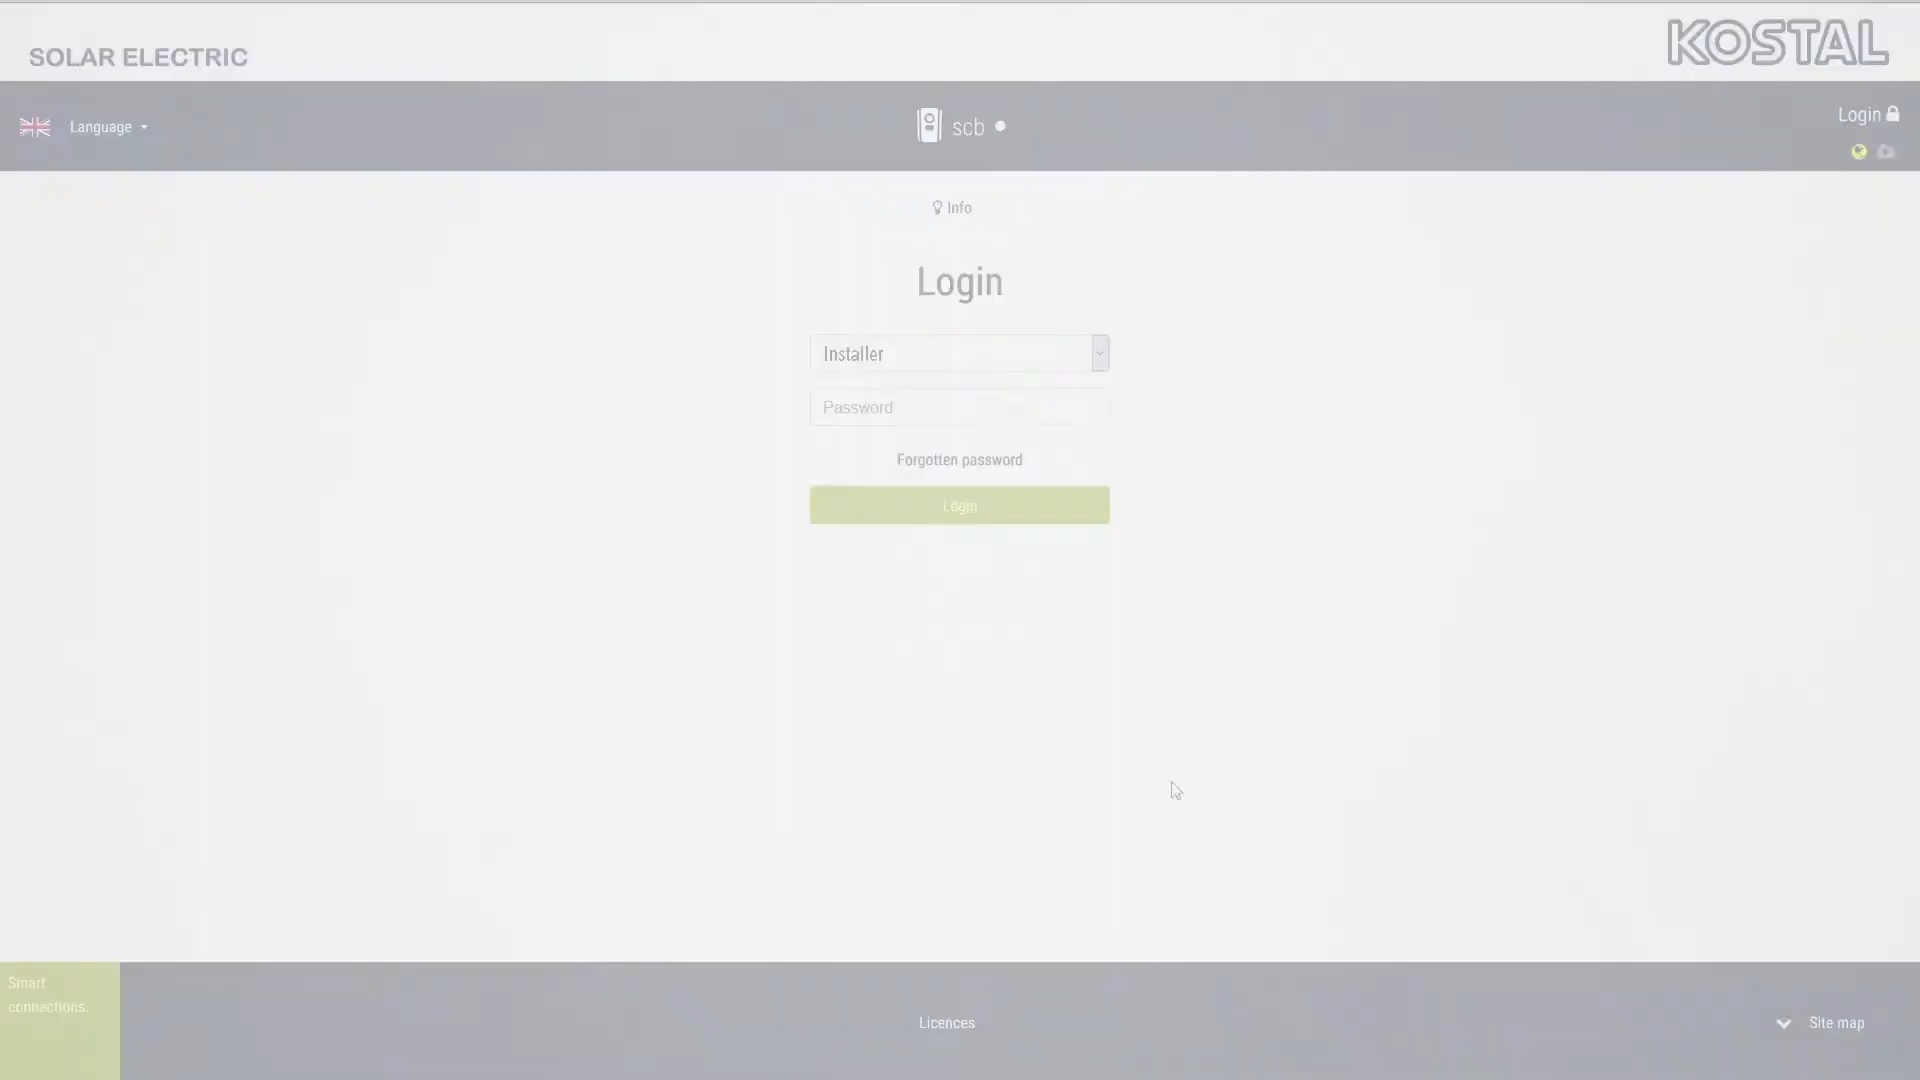 SOLAR ELECTRIC
KOSTAL
Language
scb
Login
Info
Login
Installer
Password
Forgotten password
Login
Smart
connections.
Licences
Site map